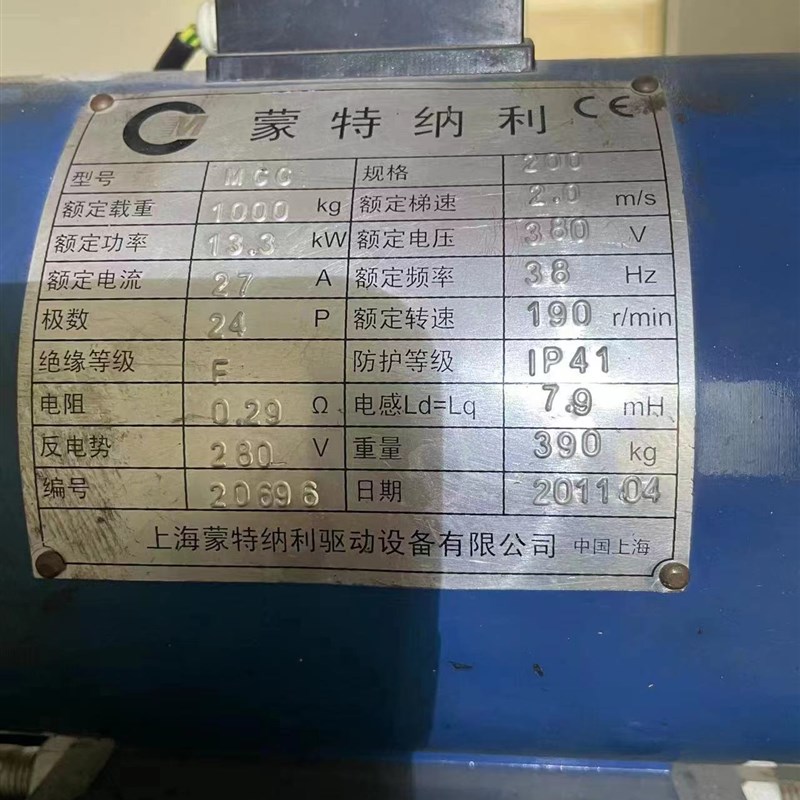 CM 蒙特纳利 CE
型号 MCG 规格 200
额定载重 1000 kg 额定梯速 2.0 m/s
额定功率 13.3 kW 额定电压 380 V
额定电流 27 A 额定频率 38 Hz
极数 24 P 额定转速 190 r/min
绝缘等级 F 防护等级 IP41
电阻 0.29 Ω 电感Ld=Lq 7.9 mH
反电势 280 V 重量 390 kg
编号 20696 日期 2011.04
上海蒙特纳利驱动设备有限公司 中国上海